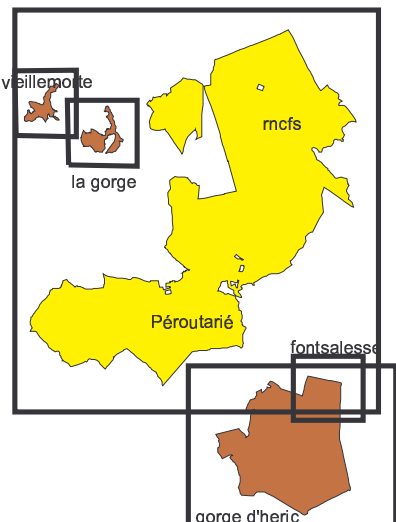 vieillemorte
rncfs
la gorge
Péroutarié
fontsalesse
gorge d'heric